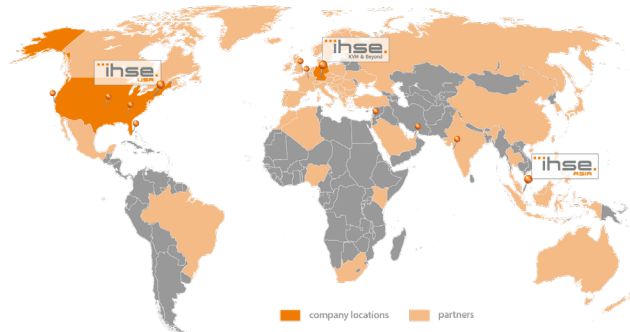 ihse.
USA
ihse.
KVM & Beyond
ihse.
ASIA
company locations
partners